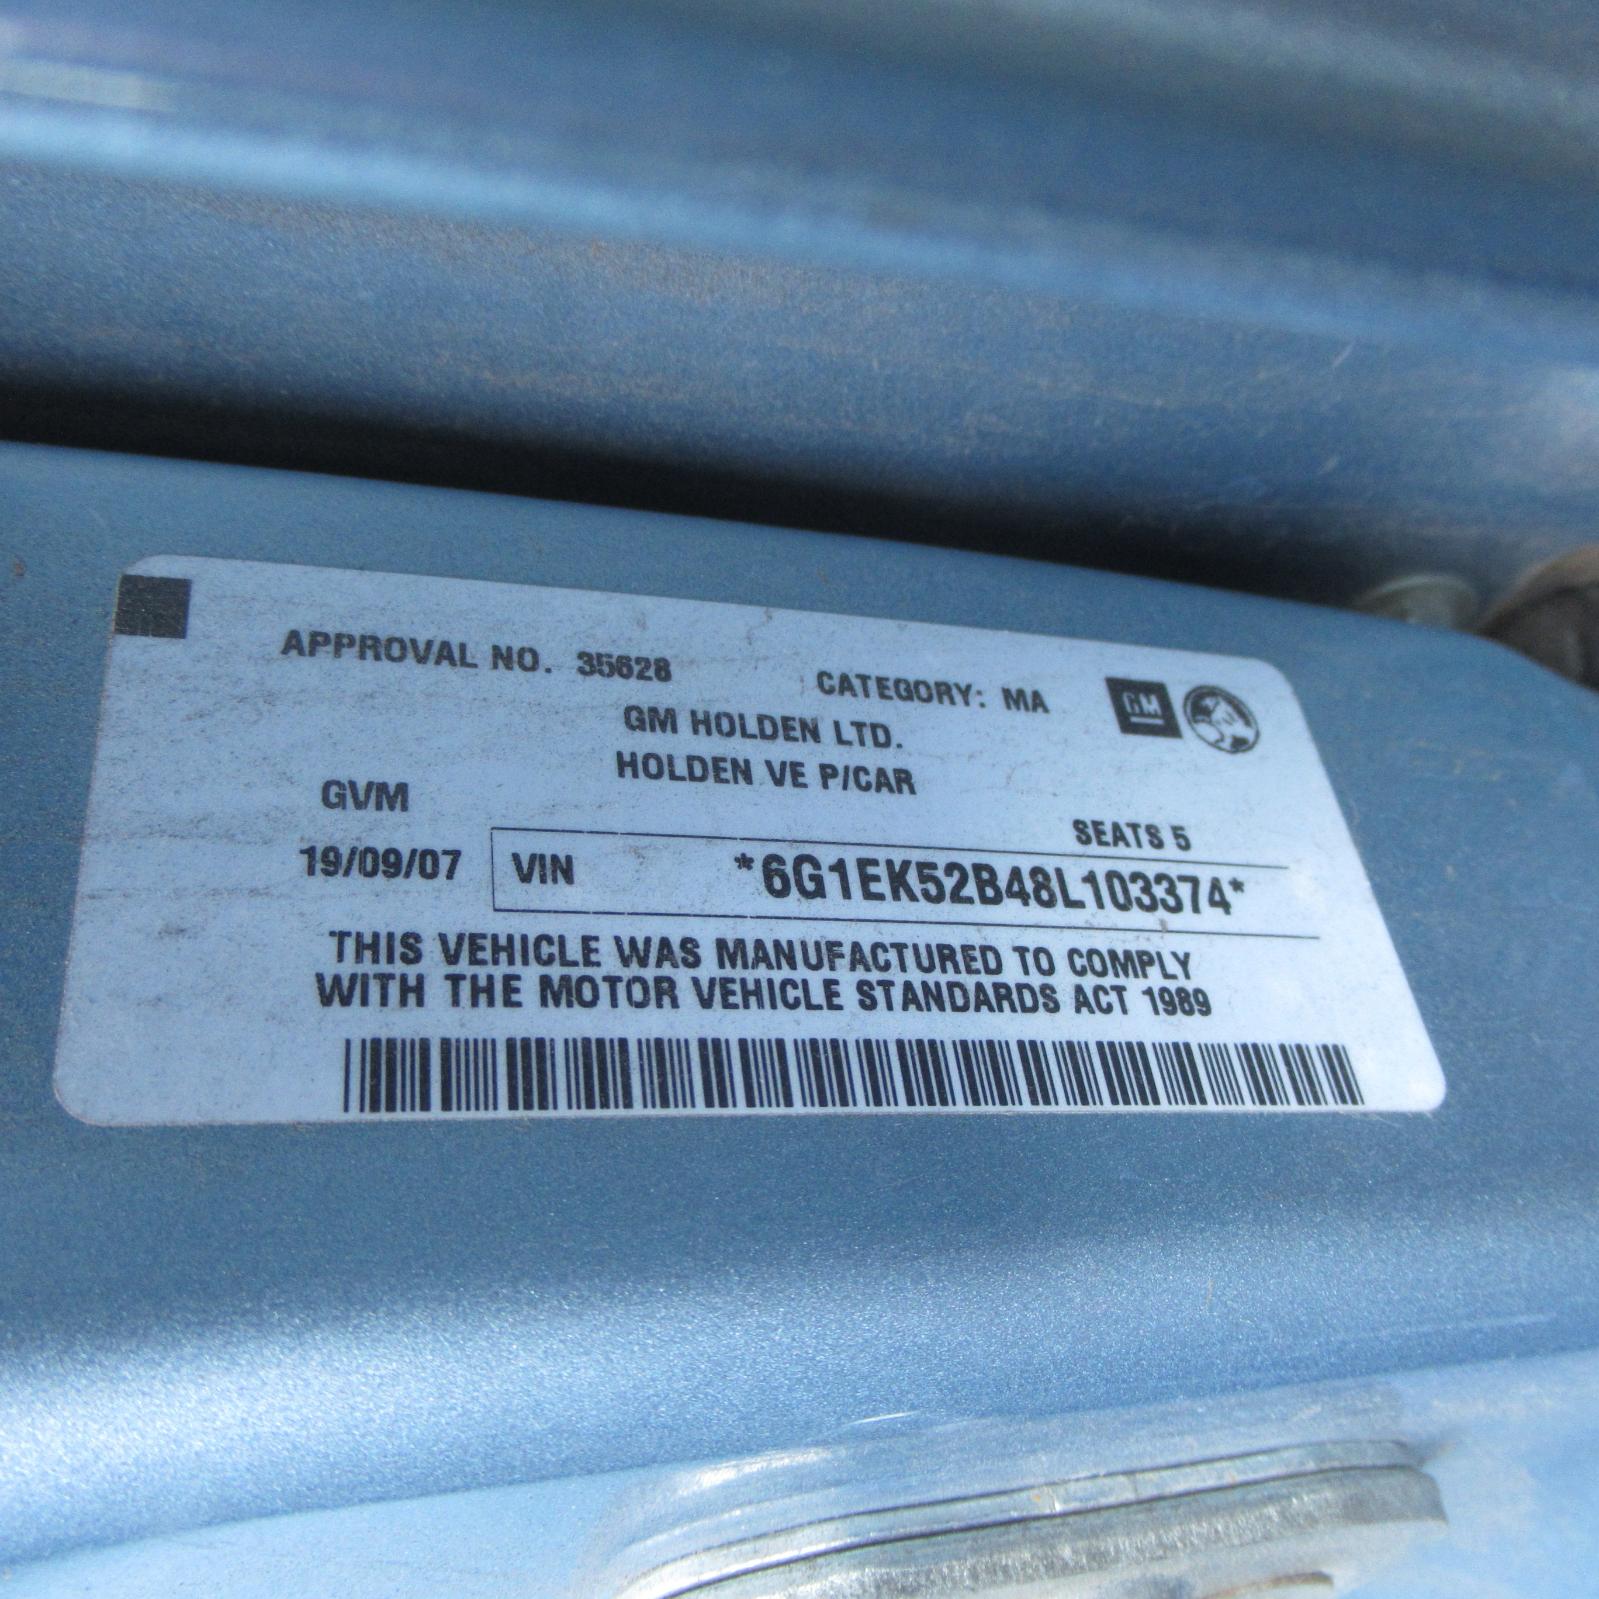 APPROVAL NO. 35628
CATEGORY: MA
GM
GM HOLDEN LTD.
HOLDEN VE P/CAR
GVM
SEATS 5
19/09/07
VIN *6G1EK52B48L103374*
THIS VEHICLE WAS MANUFACTURED TO COMPLY
WITH THE MOTOR VEHICLE STANDARDS ACT 1989